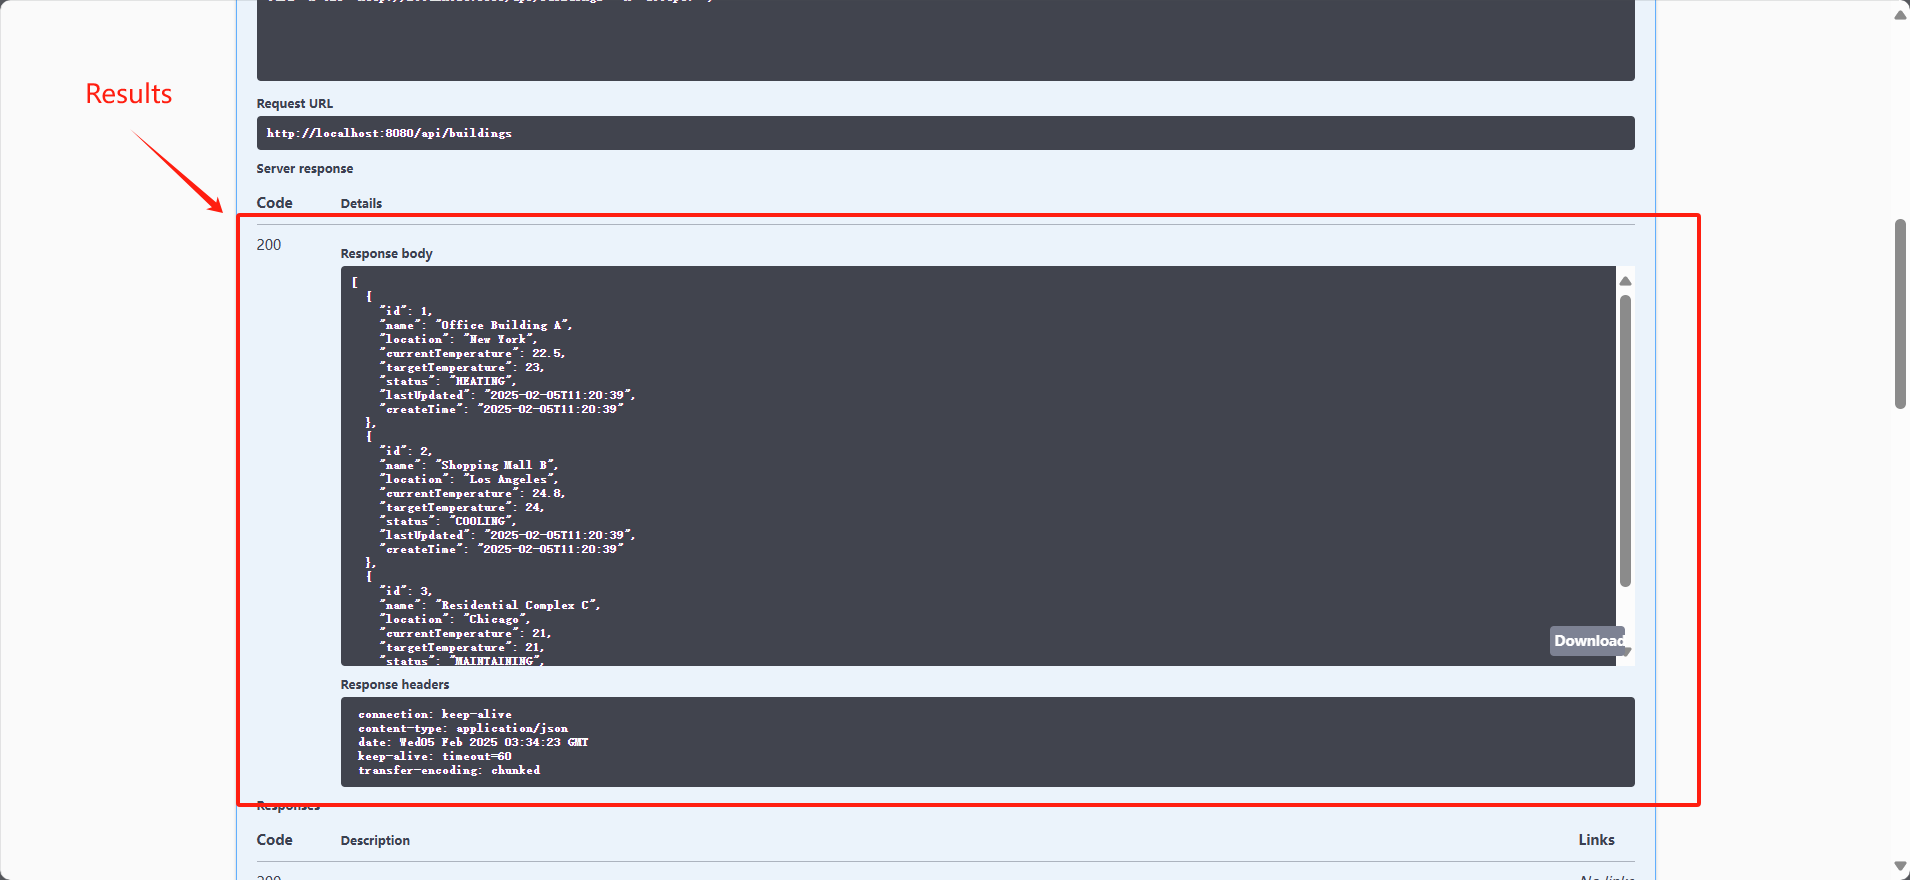 Results
Request URL
http://localhost:8080/api/buildings
Server response
Code Details
200
Response body
[
{
"id": 1,
"name": "Office Building A",
"location": "New York",
"currentTemperature": 22.5,
"targetTemperature": 23,
"status": "HEATING",
"lastUpdated": "2025-02-05T11:20:39",
"createTime": "2025-02-05T11:20:39"
},
{
"id": 2,
"name": "Shopping Mall B",
"location": "Los Angeles",
"currentTemperature": 24.8,
"targetTemperature": 24,
"status": "COOLING",
"lastUpdated": "2025-02-05T11:20:39",
"createTime": "2025-02-05T11:20:39"
},
{
"id": 3,
"name": "Residential Complex C",
"location": "Chicago",
"currentTemperature": 21,
"targetTemperature": 21,
"status": "MAINTAINING",
Download
Response headers
connection: keep-alive
content-type: application/json
date: Wed05 Feb 2025 03:34:23 GMT
keep-alive: timeout=60
transfer-encoding: chunked
Responses
Code Description Links